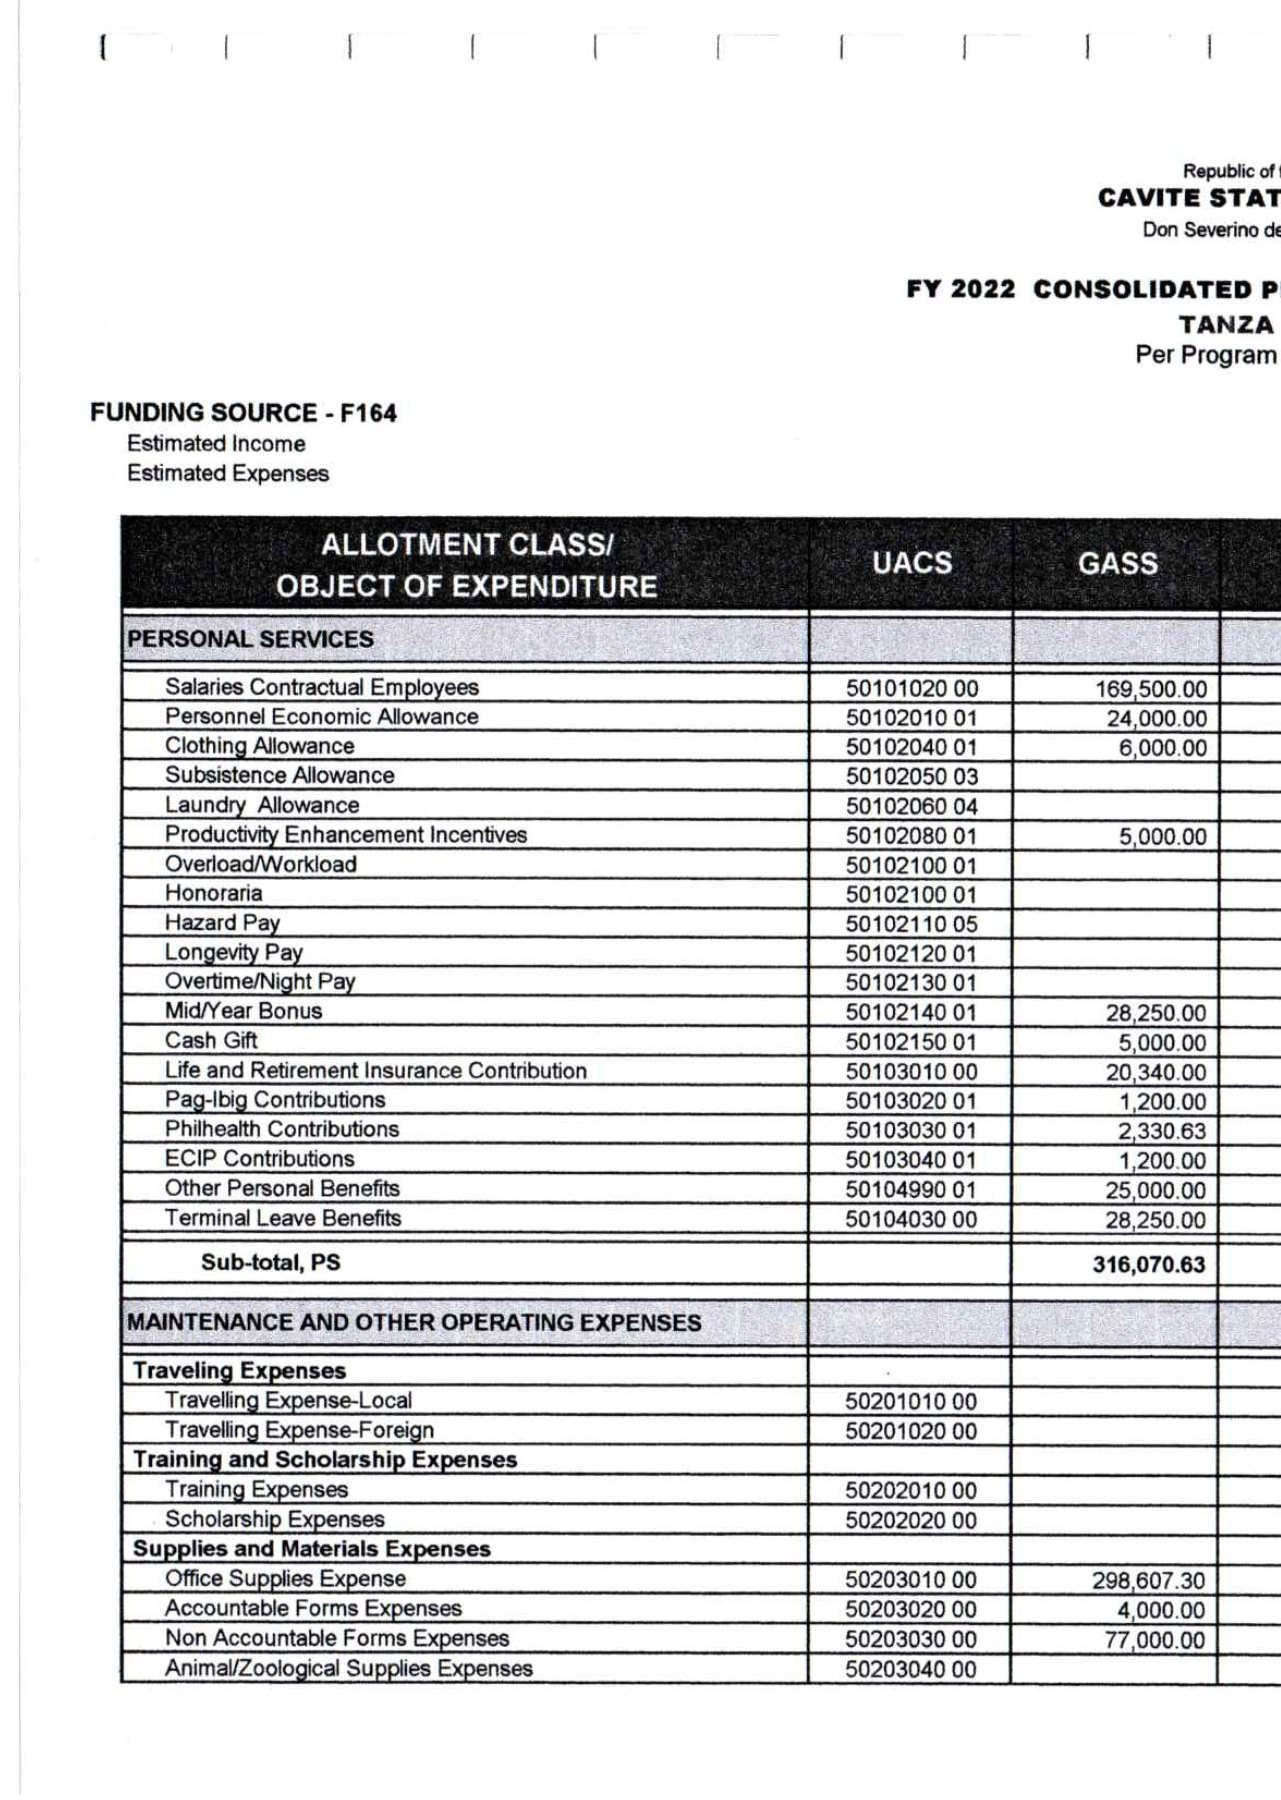 Republic of
CAVITE STAT
Don Severino de
FY 2022 CONSOLIDATED P
TANZA
Per Program
FUNDING SOURCE - F164
Estimated Income
Estimated Expenses
ALLOTMENT CLASS/
OBJECT OF EXPENDITURE UACS GASS
PERSONAL SERVICES
Salaries Contractual Employees 50101020 00 169,500.00
Personnel Economic Allowance 50102010 01 24,000.00
Clothing Allowance 50102040 01 6,000.00
Subsistence Allowance 50102050 03
Laundry Allowance 50102060 04
Productivity Enhancement Incentives 50102080 01 5,000.00
Overload/Workload 50102100 01
Honoraria 50102100 01
Hazard Pay 50102110 05
Longevity Pay 50102120 01
Overtime/Night Pay 50102130 01
Mid/Year Bonus 50102140 01 28,250.00
Cash Gift 50102150 01 5,000.00
Life and Retirement Insurance Contribution 50103010 00 20,340.00
Pag-Ibig Contributions 50103020 01 1,200.00
Philhealth Contributions 50103030 01 2,330.63
ECIP Contributions 50103040 01 1,200.00
Other Personal Benefits 50104990 01 25,000.00
Terminal Leave Benefits 50104030 00 28,250.00
Sub-total, PS 316,070.63
MAINTENANCE AND OTHER OPERATING EXPENSES
Traveling Expenses
Travelling Expense-Local 50201010 00
Travelling Expense-Foreign 50201020 00
Training and Scholarship Expenses
Training Expenses 50202010 00
Scholarship Expenses 50202020 00
Supplies and Materials Expenses
Office Supplies Expense 50203010 00 298,607.30
Accountable Forms Expenses 50203020 00 4,000.00
Non Accountable Forms Expenses 50203030 00 77,000.00
Animal/Zoological Supplies Expenses 50203040 00